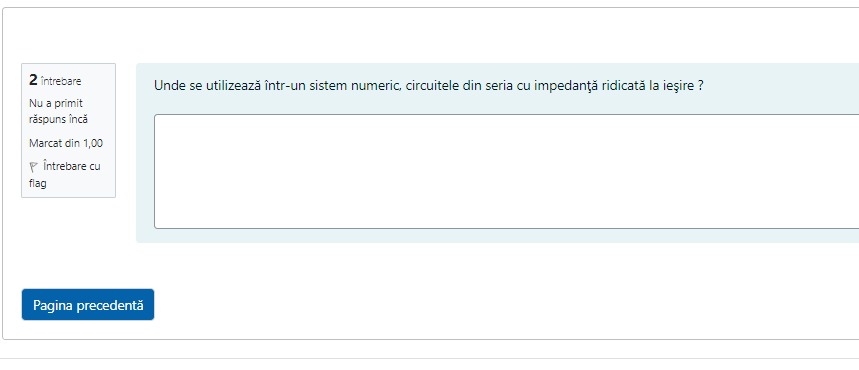 2 întrebare
Nu a primit
răspuns încă
Marcat din 1,00
Întrebare cu
flag
Unde se utilizează într-un sistem numeric, circuitele din seria cu impedanţă ridicată la ieşire ?
Pagina precedentă